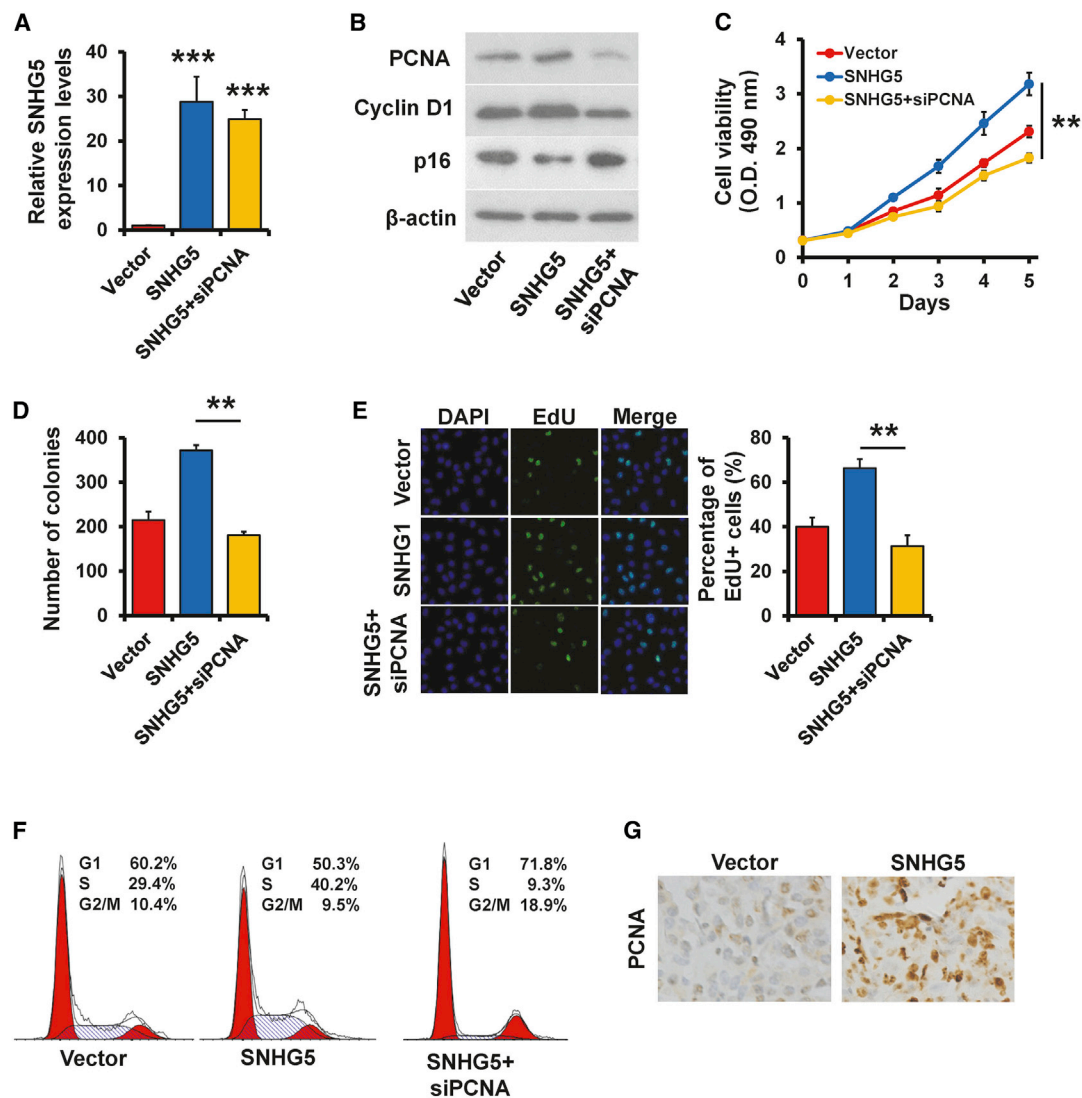 A
Relative SNHG5
expression levels
40
30
20
10
0
***
***
Vector
SNHG5
SNHG5+siPCNA
B
PCNA
Cyclin D1
p16
β-actin
Vector
SNHG5
SNHG5+
siPCNA
C
Cell viability
(O.D. 490 nm)
4
3
2
1
0
Vector
SNHG5
SNHG5+siPCNA
**
0 1 2 3 4 5
Days
D
Number of colonies
400
300
200
100
0
**
Vector
SNHG5
SNHG5+siPCNA
E
DAPI EdU Merge
Vector
SNHG1
SNHG5+
siPCNA
Percentage of
EdU+ cells (%)
80
60
40
20
0
**
Vector
SNHG5
SNHG5+siPCNA
F
G1 60.2%
S 29.4%
G2/M 10.4%
Vector
G1 50.3%
S 40.2%
G2/M 9.5%
SNHG5
G1 71.8%
S 9.3%
G2/M 18.9%
SNHG5+
siPCNA
G
Vector SNHG5
PCNA